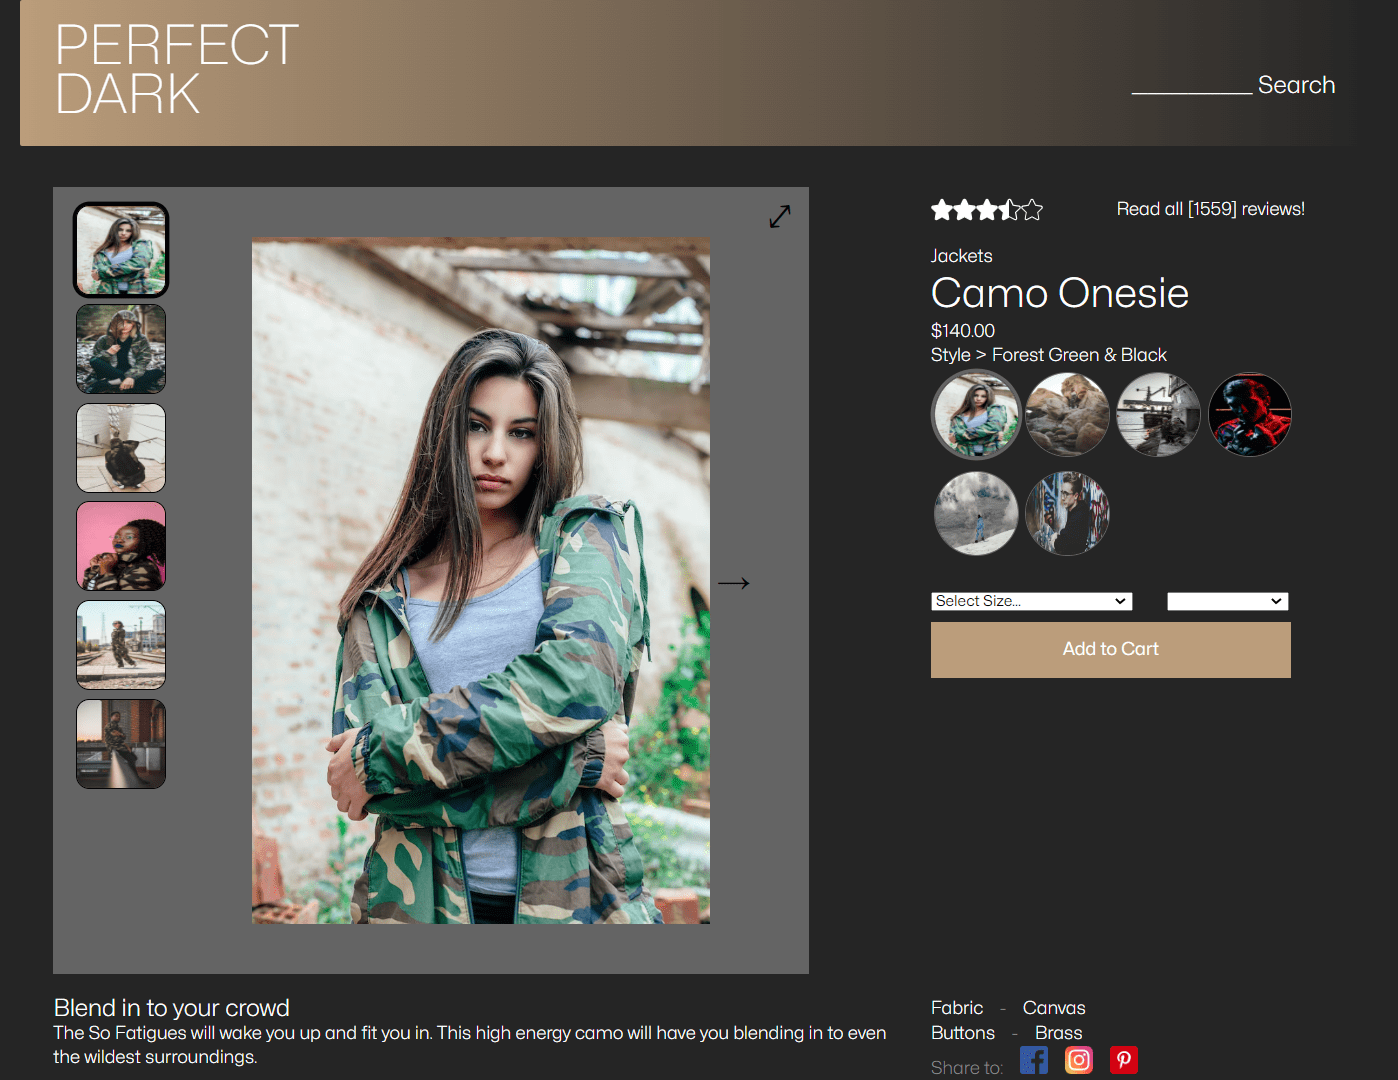 PERFECT
DARK
Search
Read all [1559] reviews!
Jackets
Camo Onesie
$140.00
Style > Forest Green & Black
Select Size...
Add to Cart
Blend in to your crowd
The So Fatigues will wake you up and fit you in. This high energy camo will have you blending in to even
the wildest surroundings.
Fabric - Canvas
Buttons - Brass
Share to: